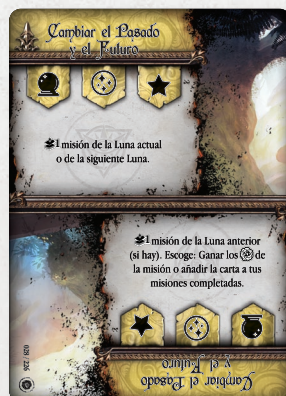 Cambiar el Pasado
y el Futuro
1 misión de la Luna actual
o de la siguiente Luna.
1 misión de la Luna anterior
(si hay). Escoge: Ganar los de
la misión o añadir la carta a tus
misiones completadas.
Cambiar el Pasado
y el Futuro